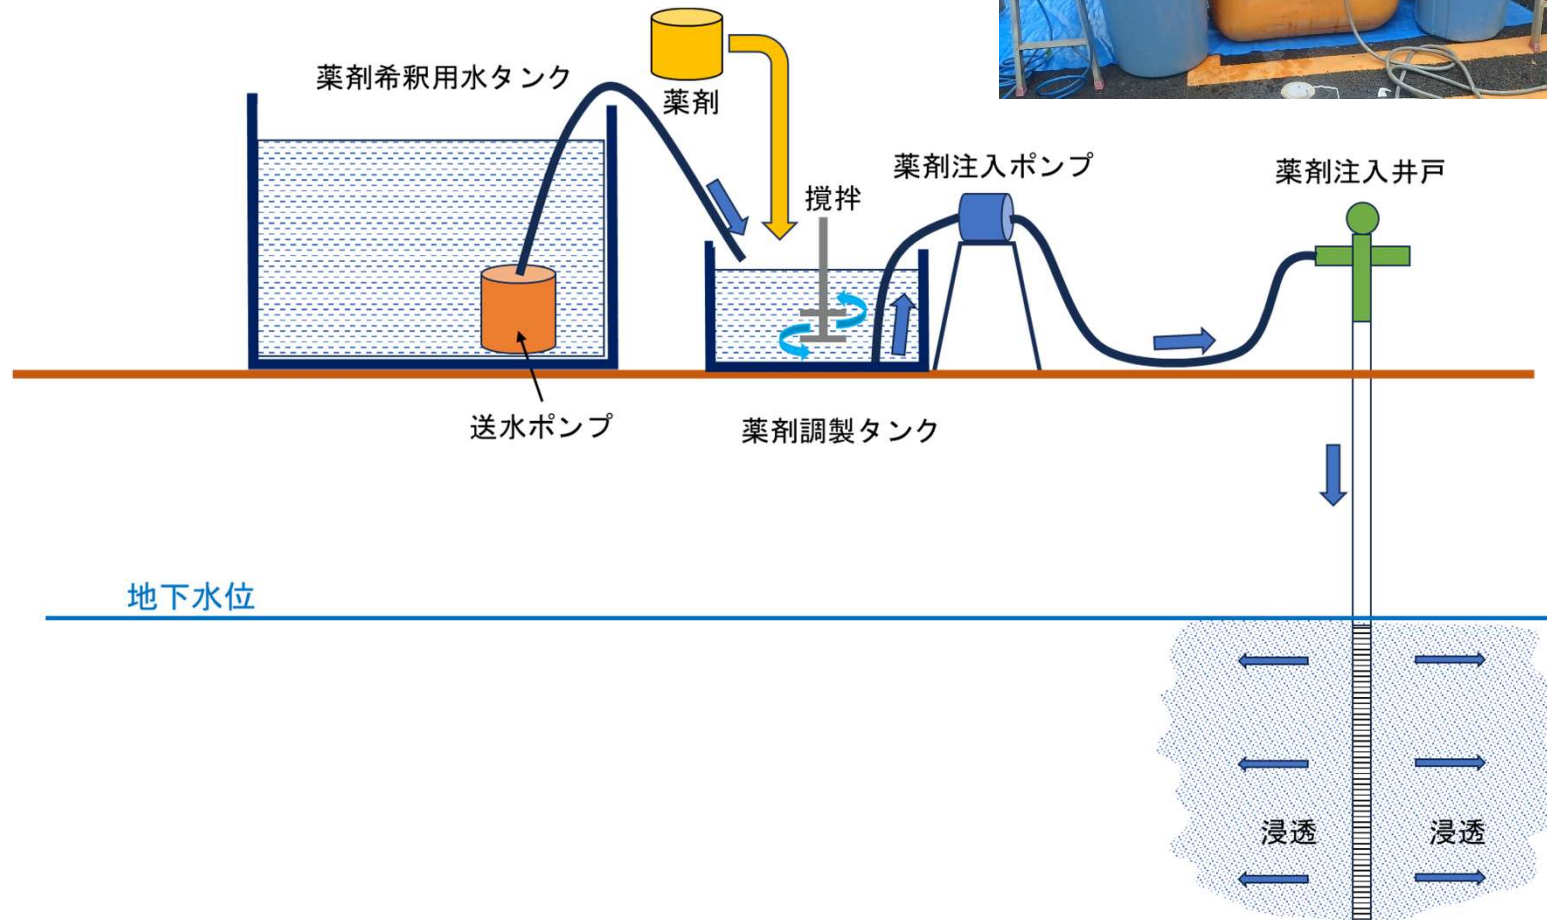 薬剤希釈用水タンク
薬剤
撹拌
薬剤注入ポンプ
薬剤注入井戸
送水ポンプ
薬剤調製タンク
地下水位
浸透
浸透